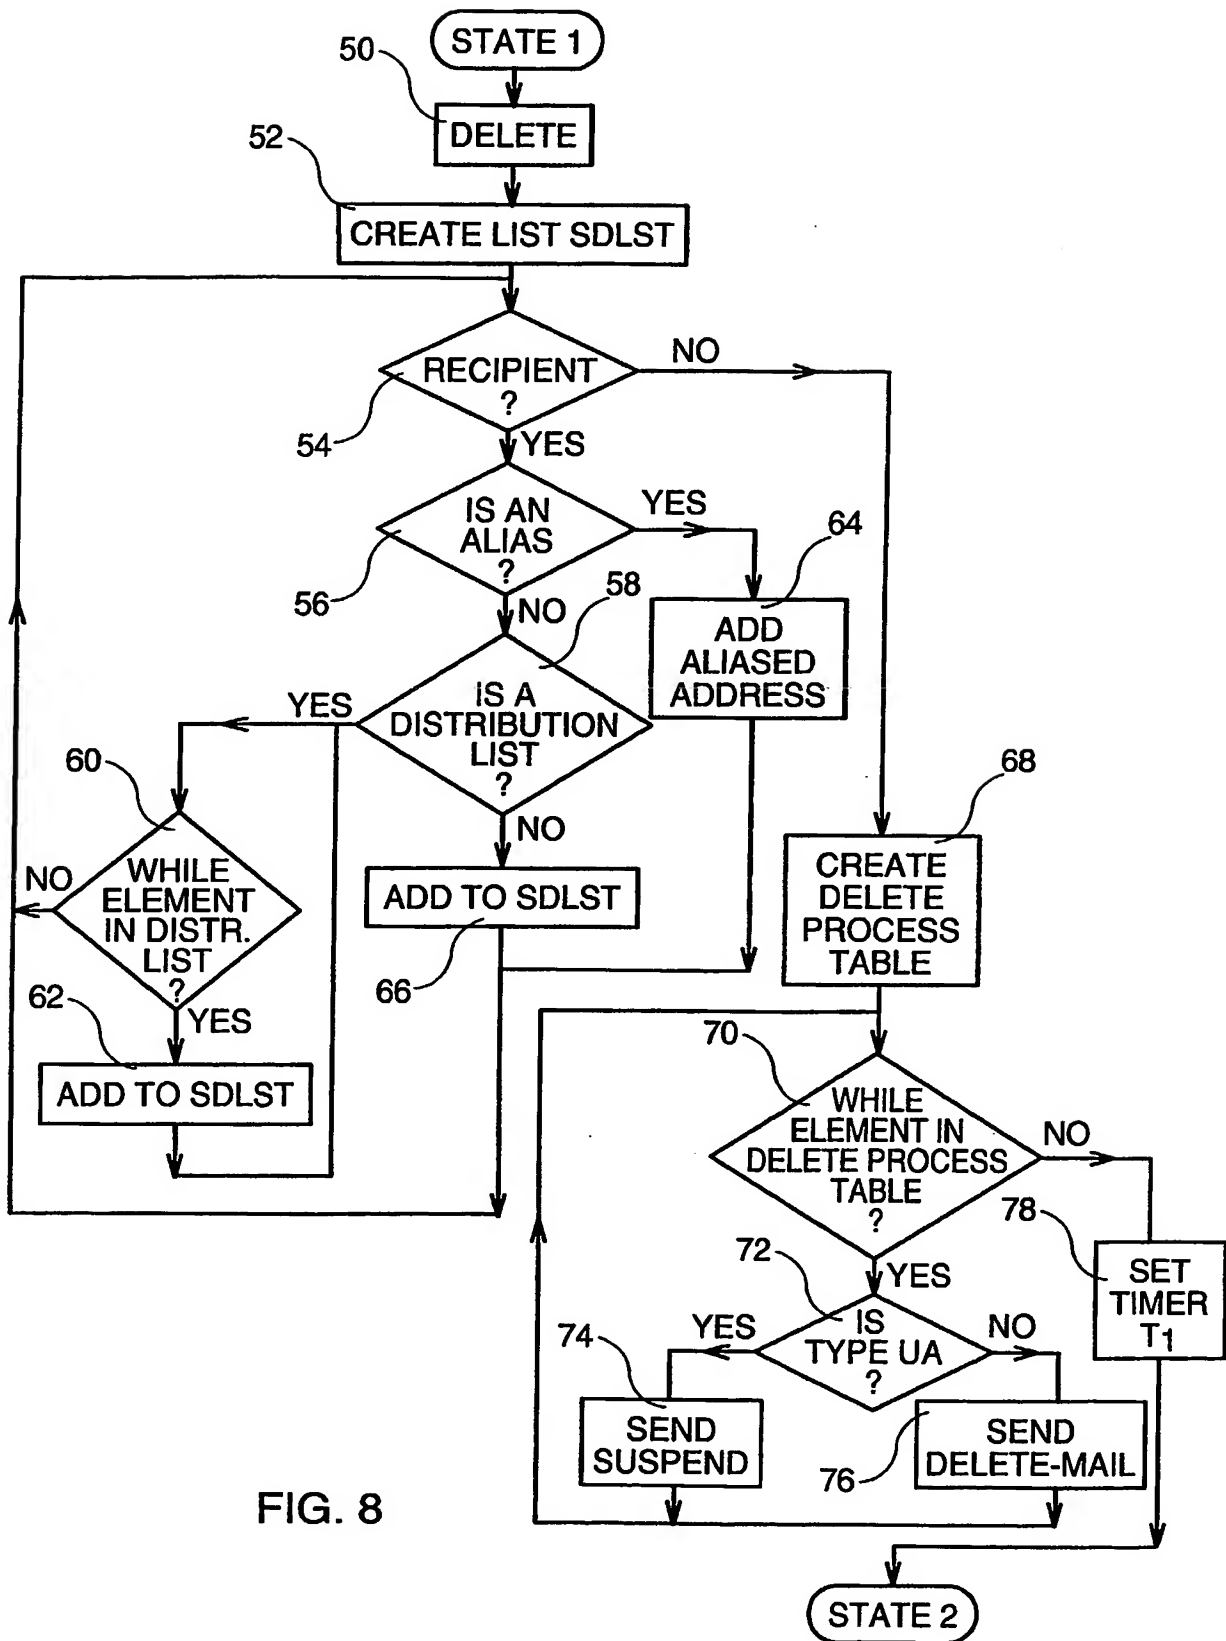 STATE 1
50
DELETE
52
CREATE LIST SDLST
RECIPIENT
?
NO
54
YES
IS AN
ALIAS
?
YES
64
56
58
NO
ADD
ALIASED
ADDRESS
YES
IS A
DISTRIBUTION
LIST
?
60
68
NO
NO
WHILE
ELEMENT
IN DISTR.
LIST
?
ADD TO SDLST
CREATE
DELETE
PROCESS
TABLE
62
YES
66
70
ADD TO SDLST
WHILE
ELEMENT IN
DELETE PROCESS
TABLE
?
NO
78
72
YES
SET
TIMER
T1
74
YES
IS
TYPE UA
?
NO
SEND
SUSPEND
76
SEND
DELETE-MAIL
FIG. 8
STATE 2